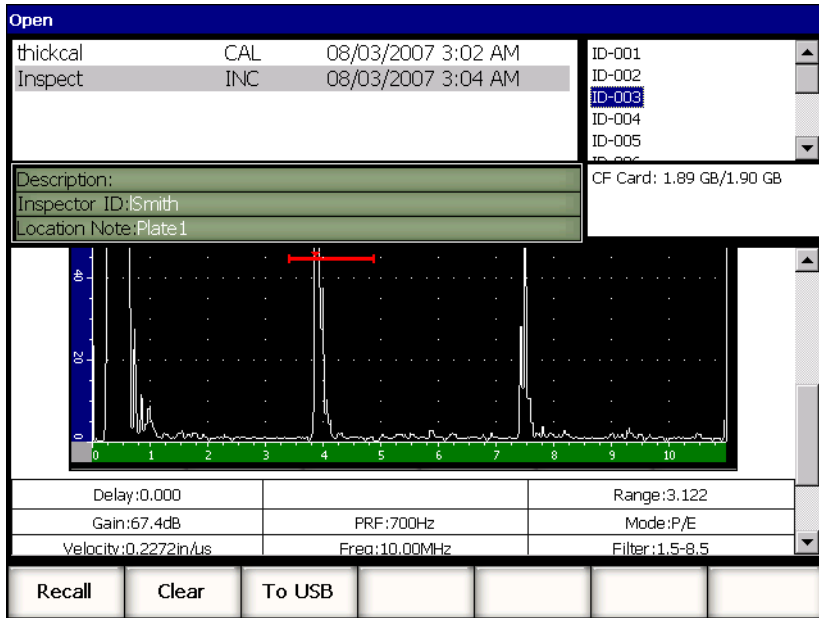 Open
thickcal CAL 08/03/2007 3:02 AM
Inspect INC 08/03/2007 3:04 AM
ID-001
ID-002
ID-003
ID-004
ID-005
Description:
Inspector ID:ISmith
Location Note:Plate1
CF Card: 1.89 GB/1.90 GB
40
20
0
0 1 2 3 4 5 6 7 8 9 10
Delay:0.000 Range:3.122
Gain:67.4dB PRF:700Hz Mode:P/E
Velocity:0.2272in/us Freq:10.00MHz Filter:1.5-8.5
Recall Clear To USB